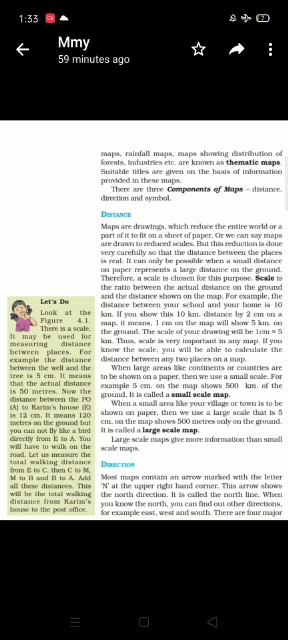 1:33
7
Mmy
59 minutes ago
maps, rainfall maps, maps showing distribution of
forests, industries etc. are known as thematic maps.
Suitable titles are given on the basis of information
provided in these maps.
There are three Components of Maps – distance,
direction and symbol.
DISTANCE
Maps are drawings, which reduce the entire world or a
part of it to fit on a sheet of paper. Or we can say maps
are drawn to reduced scales. But this reduction is done
very carefully so that the distance between the places
is real. It can only be possible when a small distance
on paper represents a large distance on the ground.
Therefore, a scale is chosen for this purpose. Scale is
the ratio between the actual distance on the ground
and the distance shown on the map. For example, the
distance between your school and your home is 10
km. If you show this 10 km. distance by 2 cm on a
map, it means, 1 cm on the map will show 5 km. on
the ground. The scale of your drawing will be 1cm = 5
km. Thus, scale is very important in any map. If you
know the scale, you will be able to calculate the
distance between any two places on a map.
When large areas like continents or countries are
to be shown on a paper, then we use a small scale. For
example 5 cm. on the map shows 500 km. of the
ground. It is called a small scale map.
When a small area like your village or town is to be
shown on paper, then we use a large scale that is 5
cm. on the map shows 500 metres only on the ground.
It is called a large scale map.
Large scale maps give more information than small
scale maps.
DIRECTION
Most maps contain an arrow marked with the letter
'N' at the upper right hand corner. This arrow shows
the north direction. It is called the north line. When
you know the north, you can find out other directions,
for example east, west and south. There are four major
Let's Do
Look at the
Figure 4.1.
There is a scale.
It may be used for
measuring distance
between places. For
example the distance
between the well and the
tree is 5 cm. It means
that the actual distance
is 50 metres. Now the
distance between the PO
(A) to Karim's house (E)
is 12 cm. It means 120
metres on the ground but
you can not fly like a bird
directly from E to A. You
will have to walk on the
road. Let us measure the
total walking distance
from E to C, then C to M,
M to B and B to A. Add
all these distances. This
will be the total walking
distance from Karim's
house to the post office.